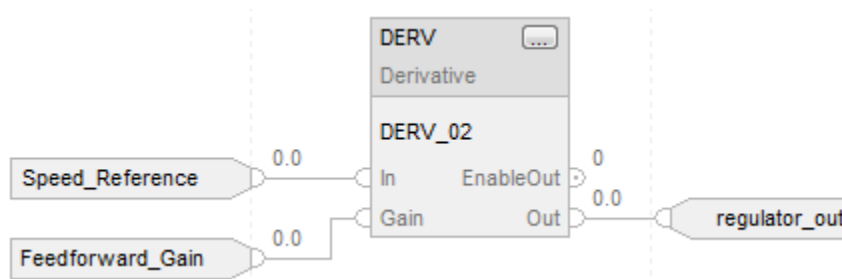 DERV
...
Derivative
DERV_02
0.0
Speed_Reference
In
EnableOut
0
0.0
Feedforward_Gain
Gain
Out
0.0
regulator_out